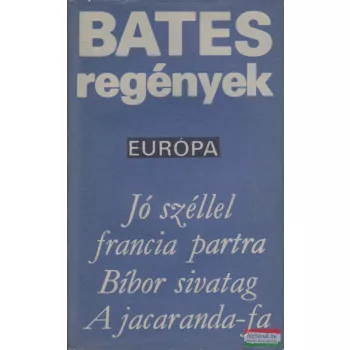 BATES
regények
EURÓPA
Jó széllel
francia partra
Bíbor sivatag
A jacaranda-fa